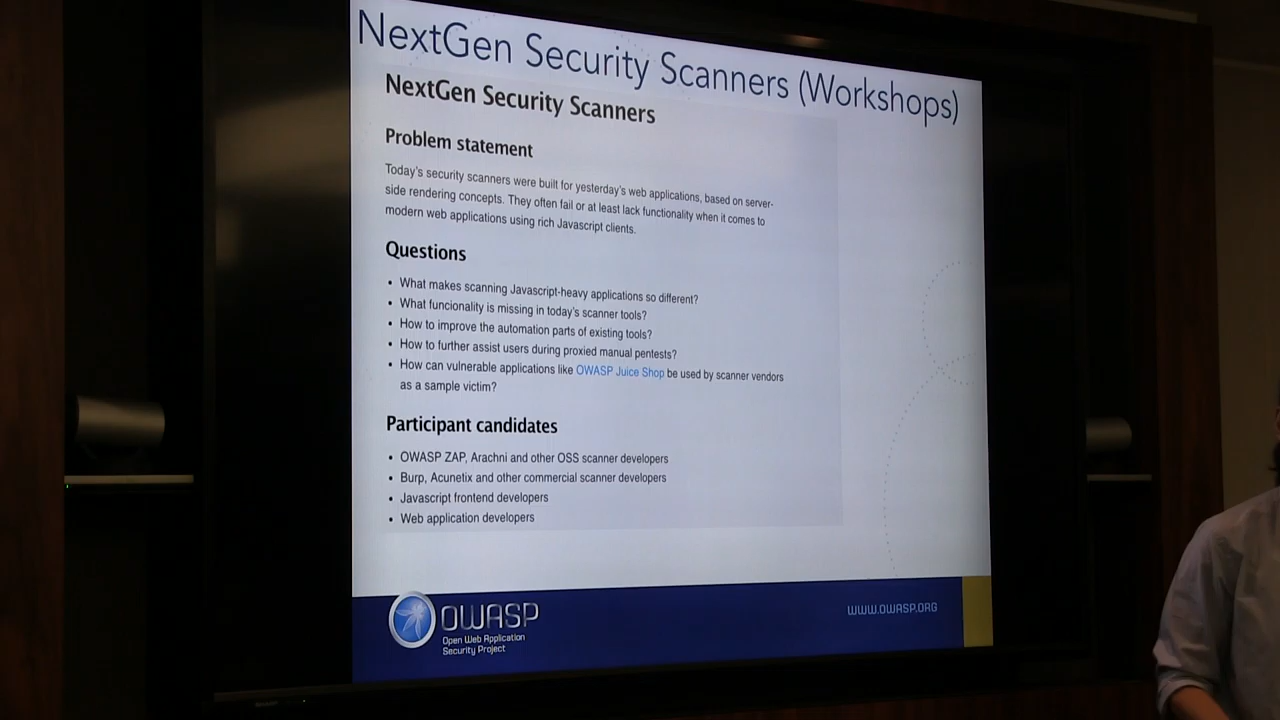 NextGen Security Scanners (Workshops)
NextGen Security Scanners
Problem statement
Today's security scanners were built for yesterday's web applications, based on server-
side rendering concepts. They often fail or at least lack functionality when it comes to
modern web applications using rich Javascript clients.
Questions
• What makes scanning Javascript-heavy applications so different?
• What funcionality is missing in today's scanner tools?
• How to improve the automation parts of existing tools?
• How to further assist users during proxied manual pentests?
• How can vulnerable applications like OWASP Juice Shop be used by scanner vendors
as a sample victim?
Participant candidates
• OWASP ZAP, Arachni and other OSS scanner developers
• Burp, Acunetix and other commercial scanner developers
• Javascript frontend developers
• Web application developers
OWASP
Open Web Application
Security Project
WWW.OWASP.ORG